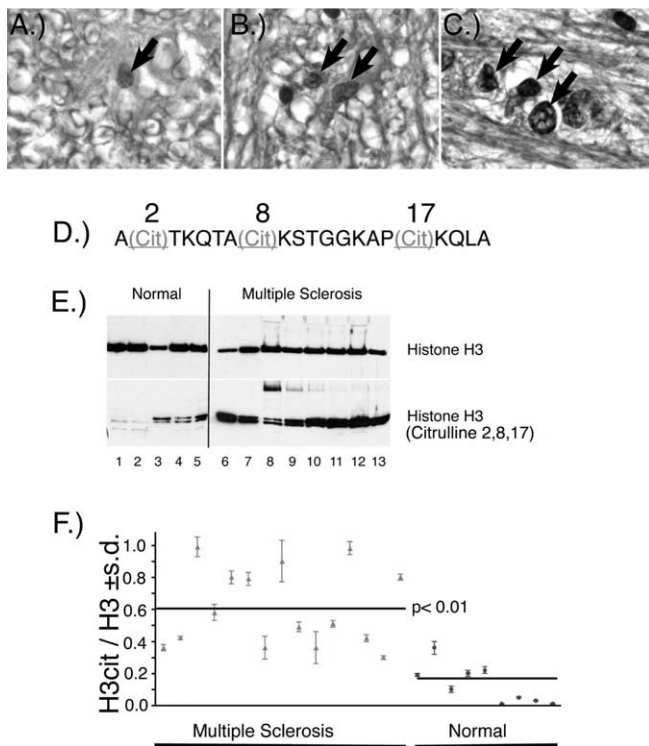 A.) B.) C.)
2 8 17
D.) A(Cit)TKQTA(Cit)KSTGGKAP(Cit)KQLA
E.) Normal Multiple Sclerosis
Histone H3
Histone H3
(Citrulline 2,8,17)
1 2 3 4 5 6 7 8 9 10 11 12 13
F.)
H3cit / H3 ±s.d.
1.0
0.8
0.6
0.4
0.2
0.0
p< 0.01
Multiple Sclerosis Normal